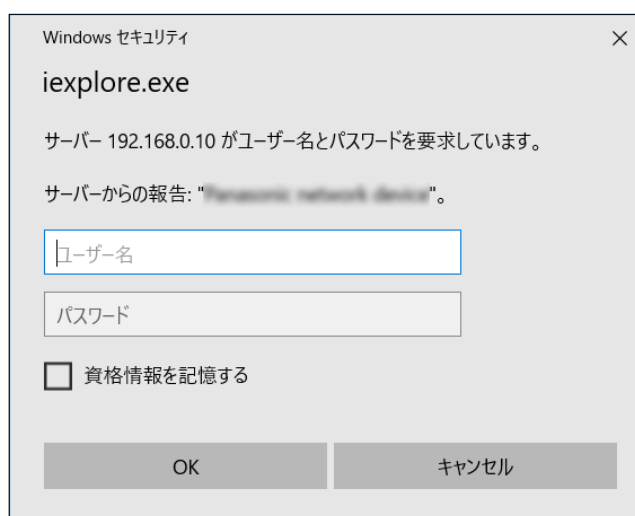 Windows セキュリティ
iexplore.exe
サーバー 192.168.0.10 がユーザー名とパスワードを要求しています。
サーバーからの報告: "Panasonic network device"。
ユーザー名
パスワード
資格情報を記憶する
OK
キャンセル